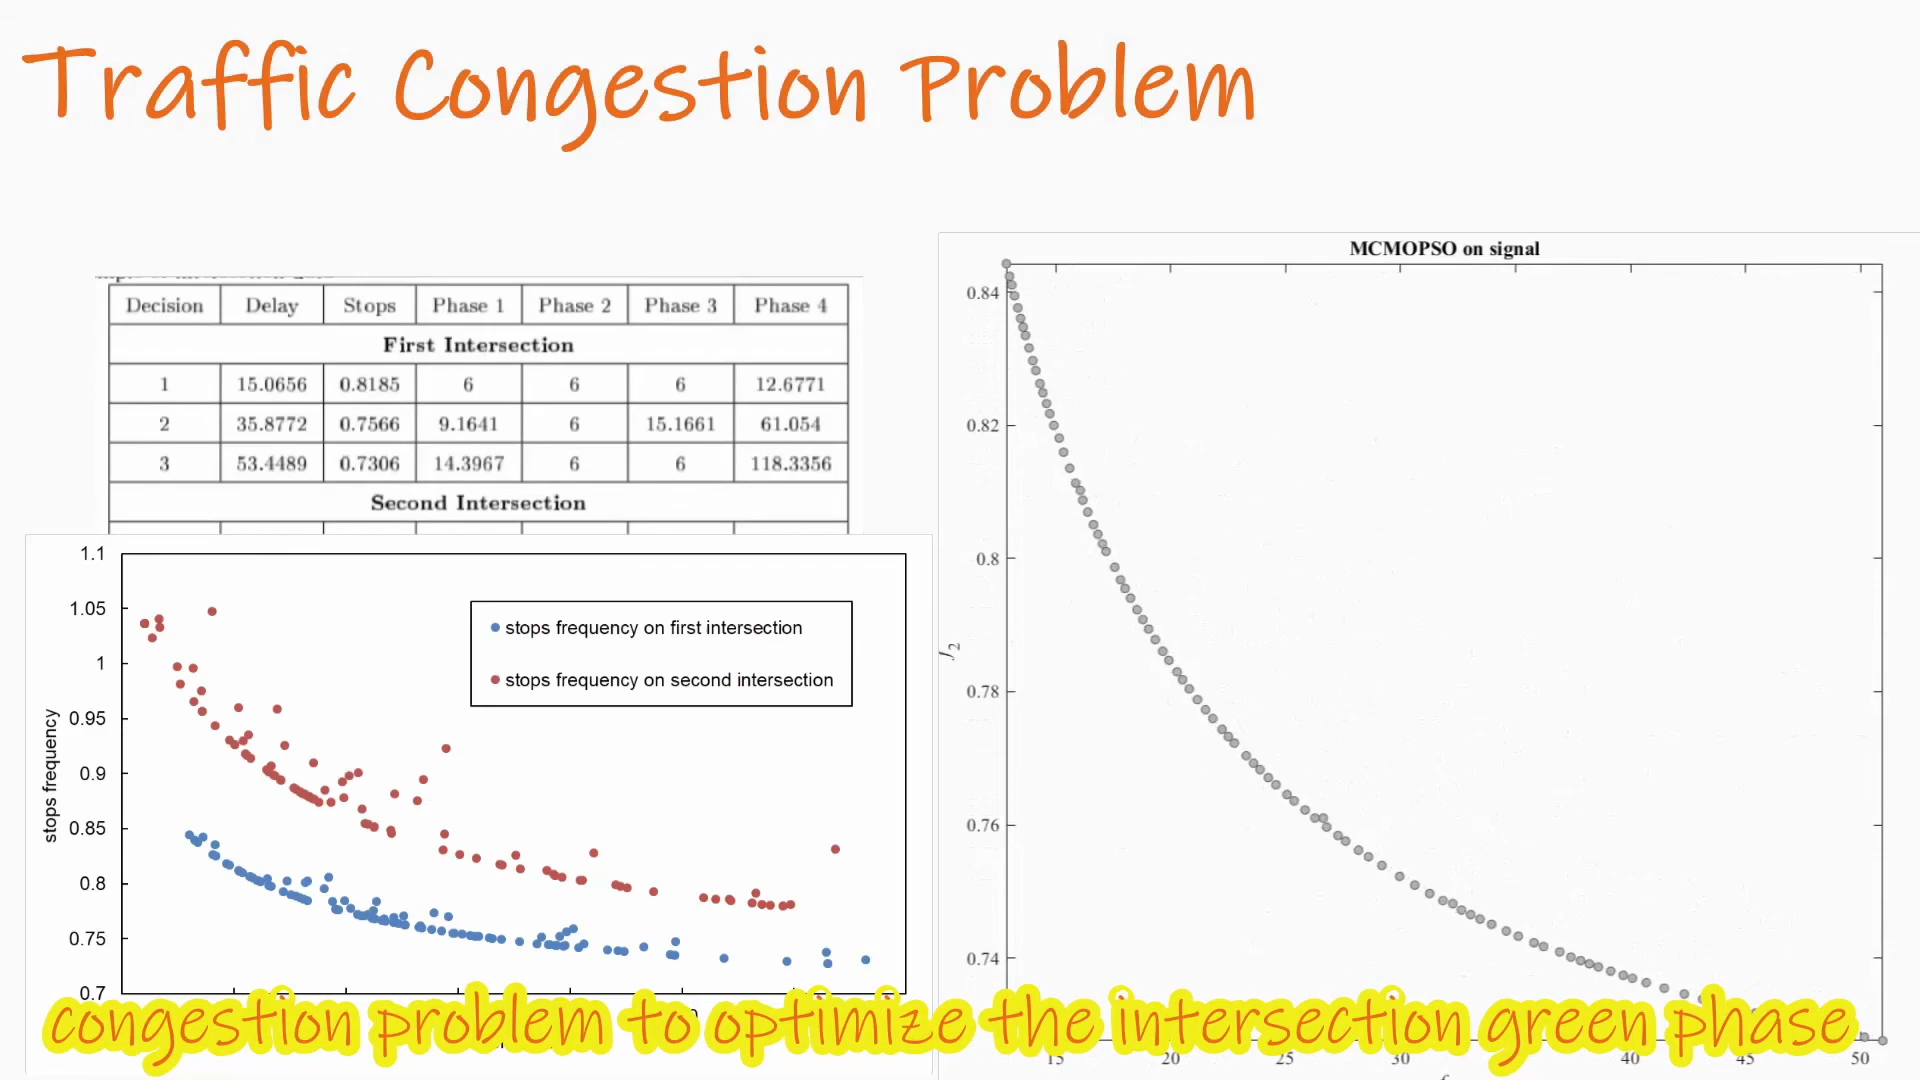 Traffic Congestion Problem
Decision Delay Stops Phase 1 Phase 2 Phase 3 Phase 4
First Intersection
1 15.0656 0.8185 6 6 6 12.6771
2 35.8772 0.7566 9.1641 6 15.1661 61.054
3 53.4489 0.7306 14.3967 6 6 118.3356
Second Intersection
1.1
1.05
1
0.95
0.9
0.85
0.8
0.75
0.7
stops frequency
stops frequency on first intersection
stops frequency on second intersection
MCMOPSO on signal
0.84
0.82
0.8
0.78
0.76
0.74
15 20 25 30 35 40 45 50
congestion problem to optimize the intersection green phase